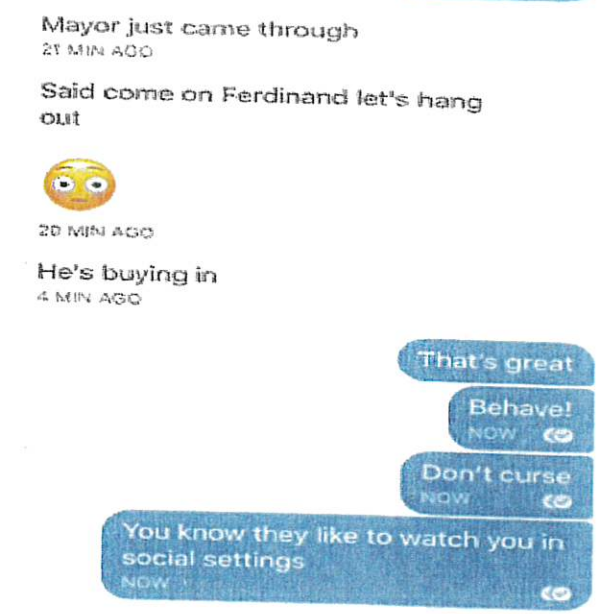 Mayor just came through
21 MIN AGO
Said come on Ferdinand let's hang
out
😳
20 MIN AGO
He's buying in
4 MIN AGO
That's great
Behave!
NOW
Don't curse
NOW
You know they like to watch you in
social settings
NOW